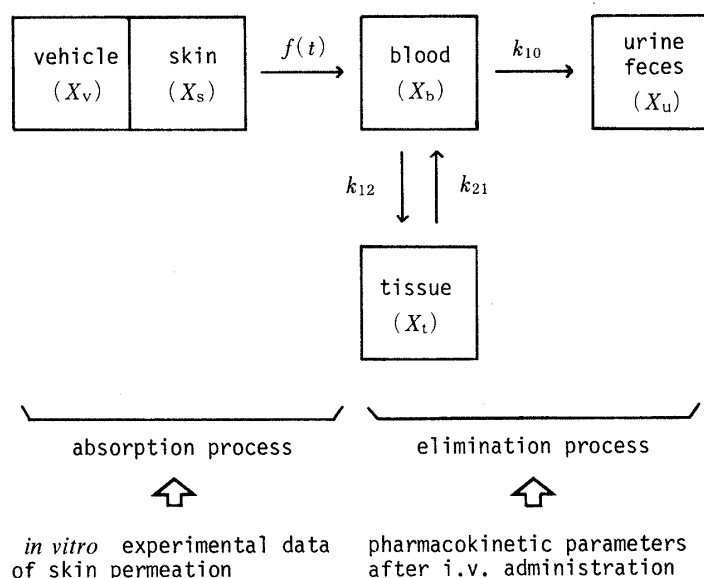 vehicle
(Xv)
skin
(Xs)
f(t)
blood
(Xb)
k10
urine
feces
(Xu)
k12
k21
tissue
(Xt)
absorption process
elimination process
in vitro experimental data
of skin permeation
pharmacokinetic parameters
after i.v. administration